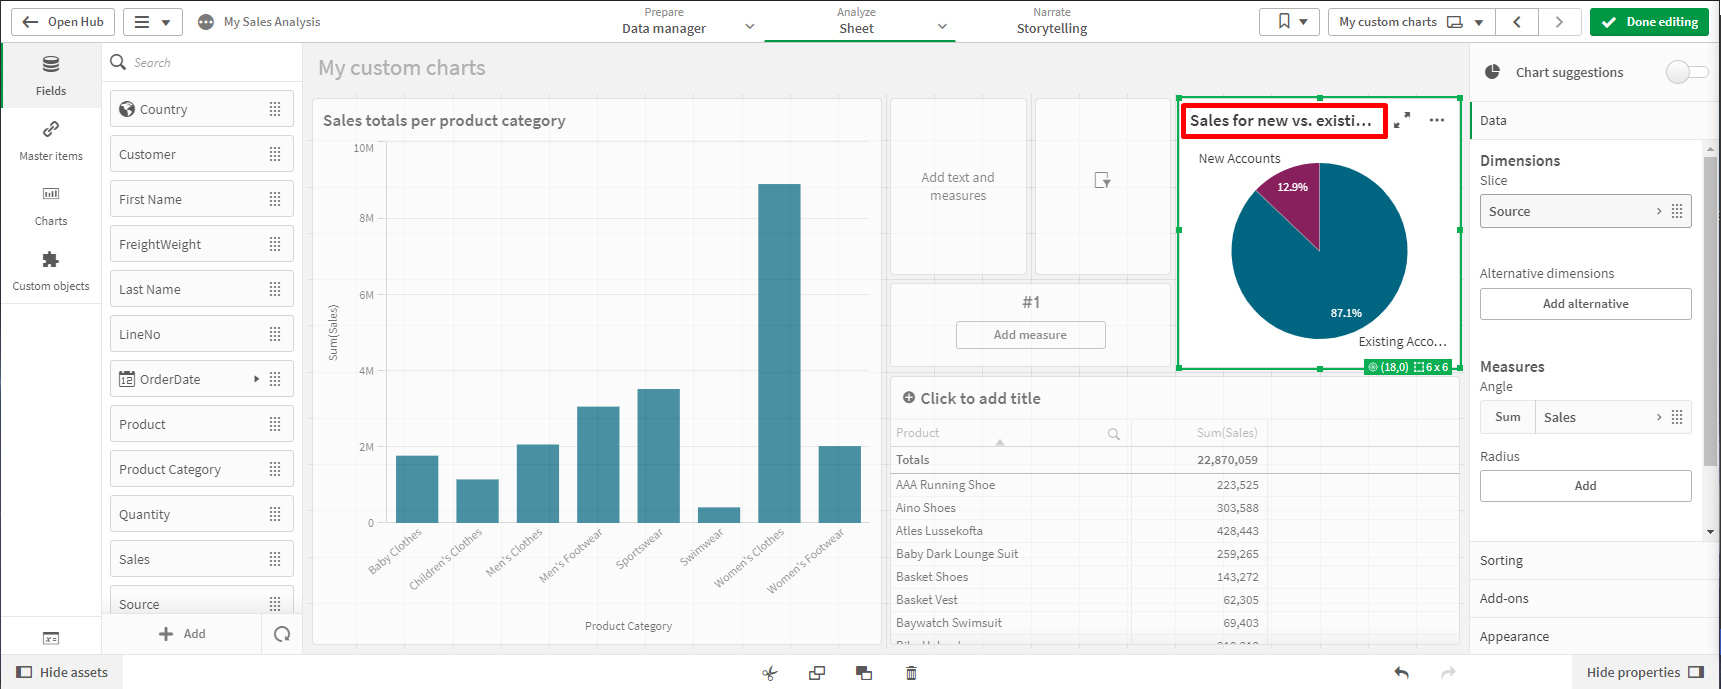 Open Hub
My Sales Analysis
Prepare
Data manager
Analyze
Sheet
Narrate
Storytelling
My custom charts
Done editing
Fields
Master items
Charts
Custom objects
Search
Country
Customer
First Name
FreightWeight
Last Name
LineNo
12 OrderDate
Product
Product Category
Quantity
Sales
Source
Add
My custom charts
Sales totals per product category
10M
8M
6M
4M
2M
0
Sum(Sales)
Baby Clothes
Children's Clothes
Men's Clothes
Men's Footwear
Sportswear
Swimwear
Women's Clothes
Women's Footwear
Product Category
Add text and
measures
#1
Add measure
Sales for new vs. existi...
New Accounts
12.9%
87.1%
Existing Acco...
(18,0) 6 x 6
Click to add title
Product Sum(Sales)
Totals 22,870,059
AAA Running Shoe 223,525
Aino Shoes 303,588
Atles Lussekofta 428,443
Baby Dark Lounge Suit 259,265
Basket Shoes 143,272
Basket Vest 62,305
Baywatch Swimsuit 69,403
Chart suggestions
Data
Dimensions
Slice
Source
Alternative dimensions
Add alternative
Measures
Angle
Sum Sales
Radius
Add
Sorting
Add-ons
Appearance
Hide assets
Hide properties